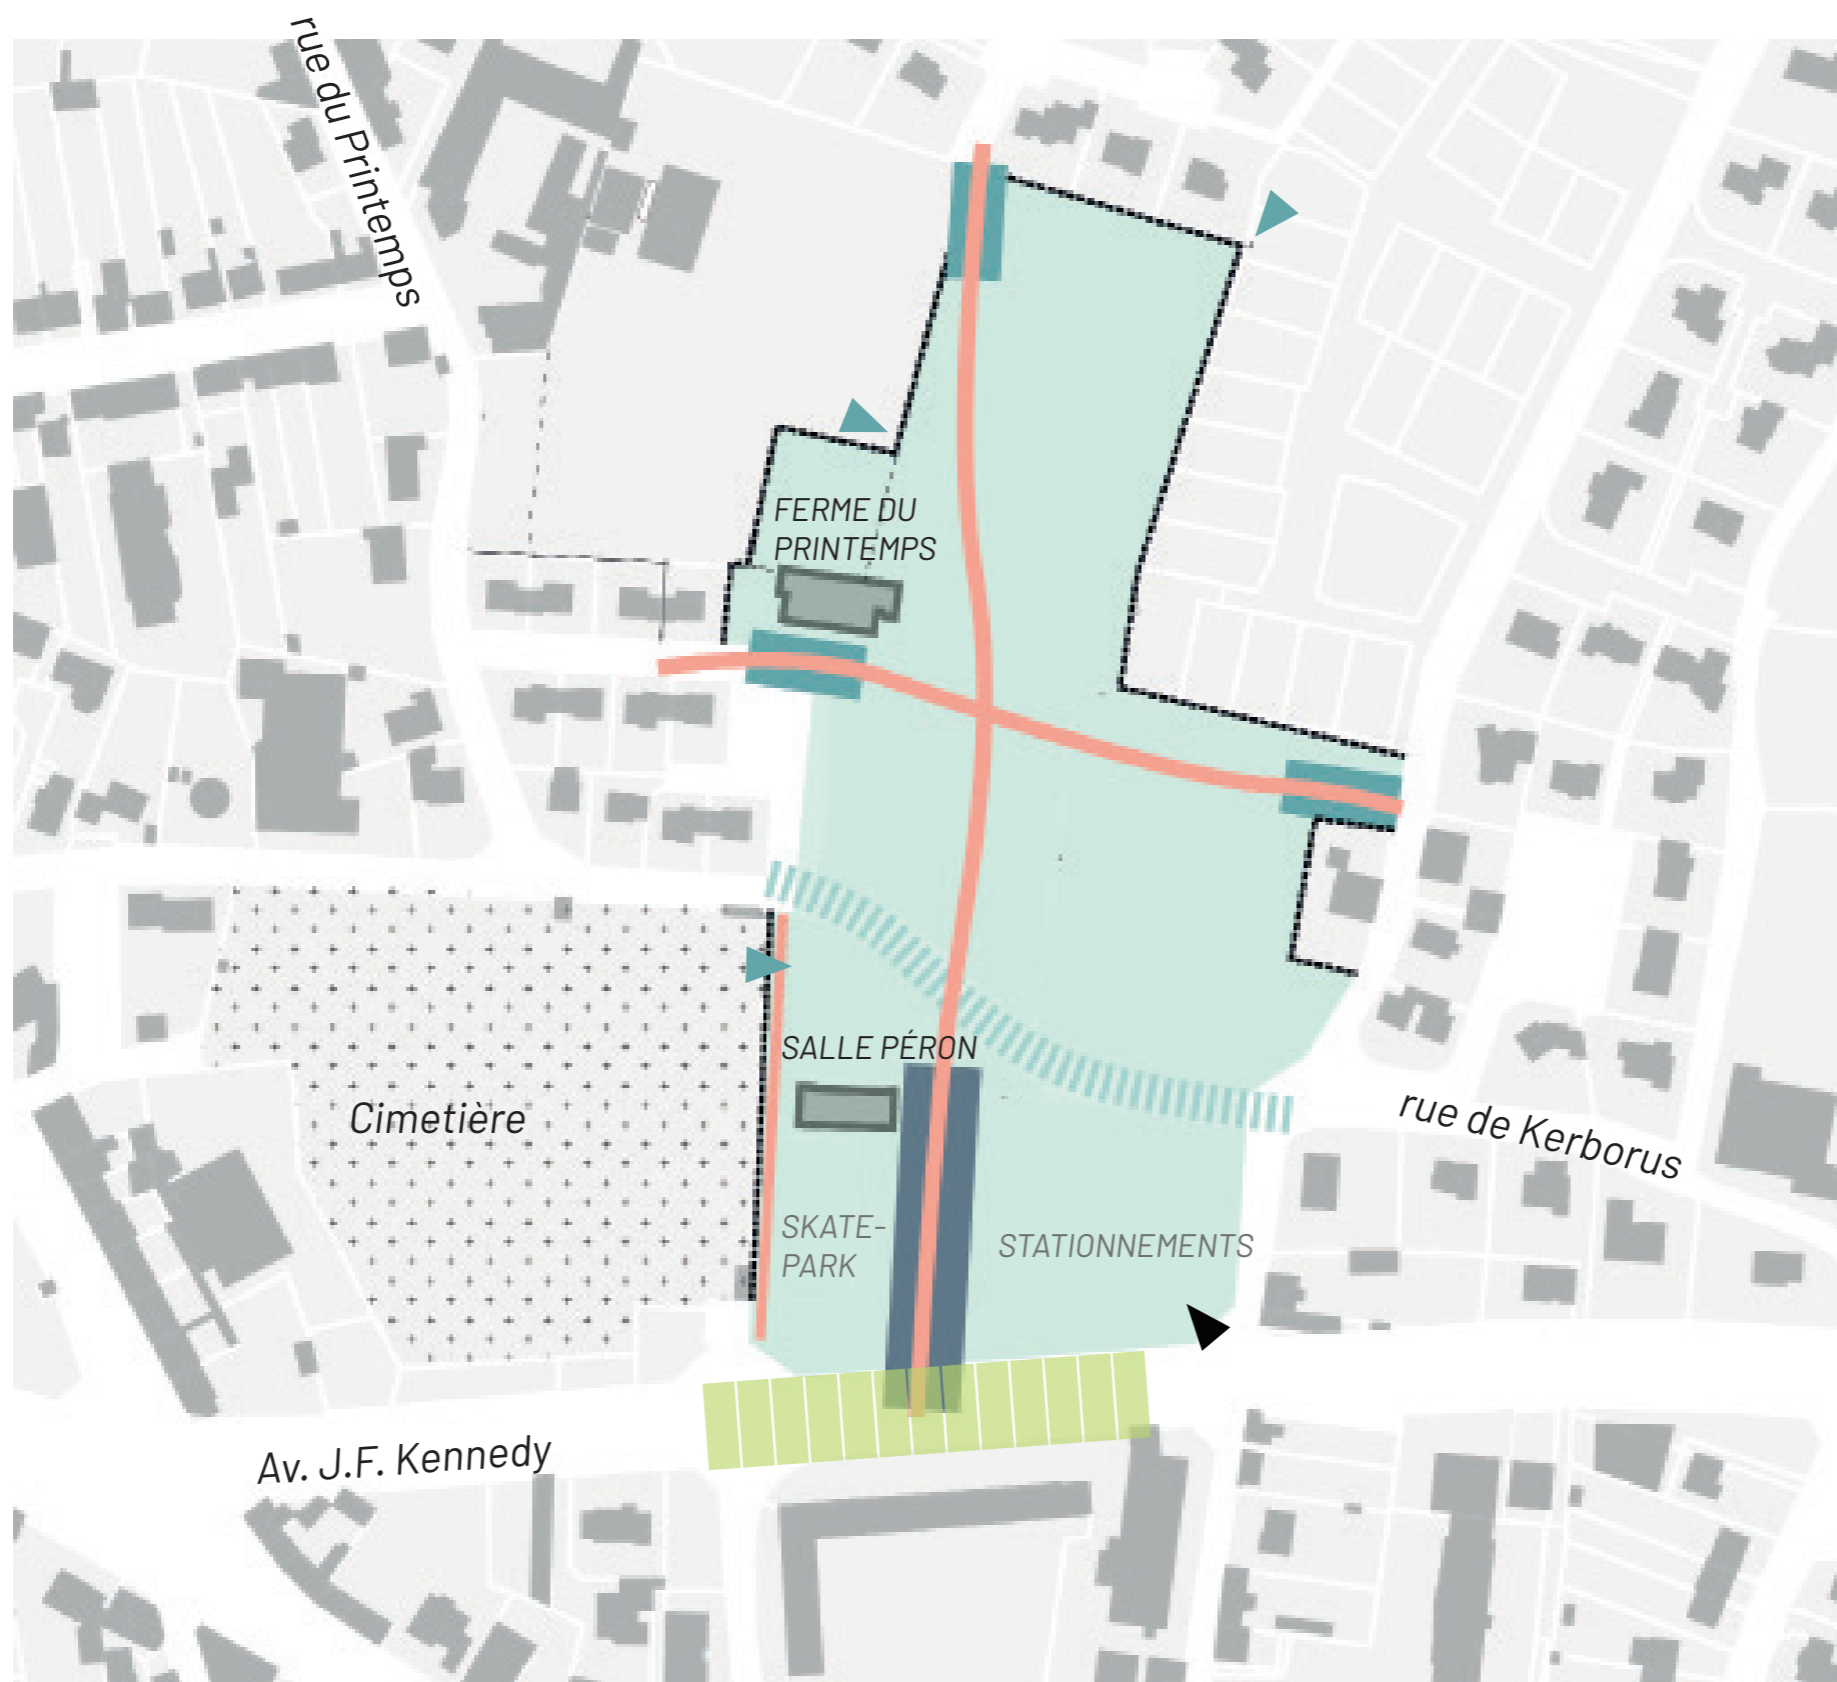 rue du Printemps
FERME DU
PRINTEMPS
SALLE PÉRON
Cimetière
rue de Kerborus
SKATE-
PARK
STATIONNEMENTS
Av. J.F. Kennedy